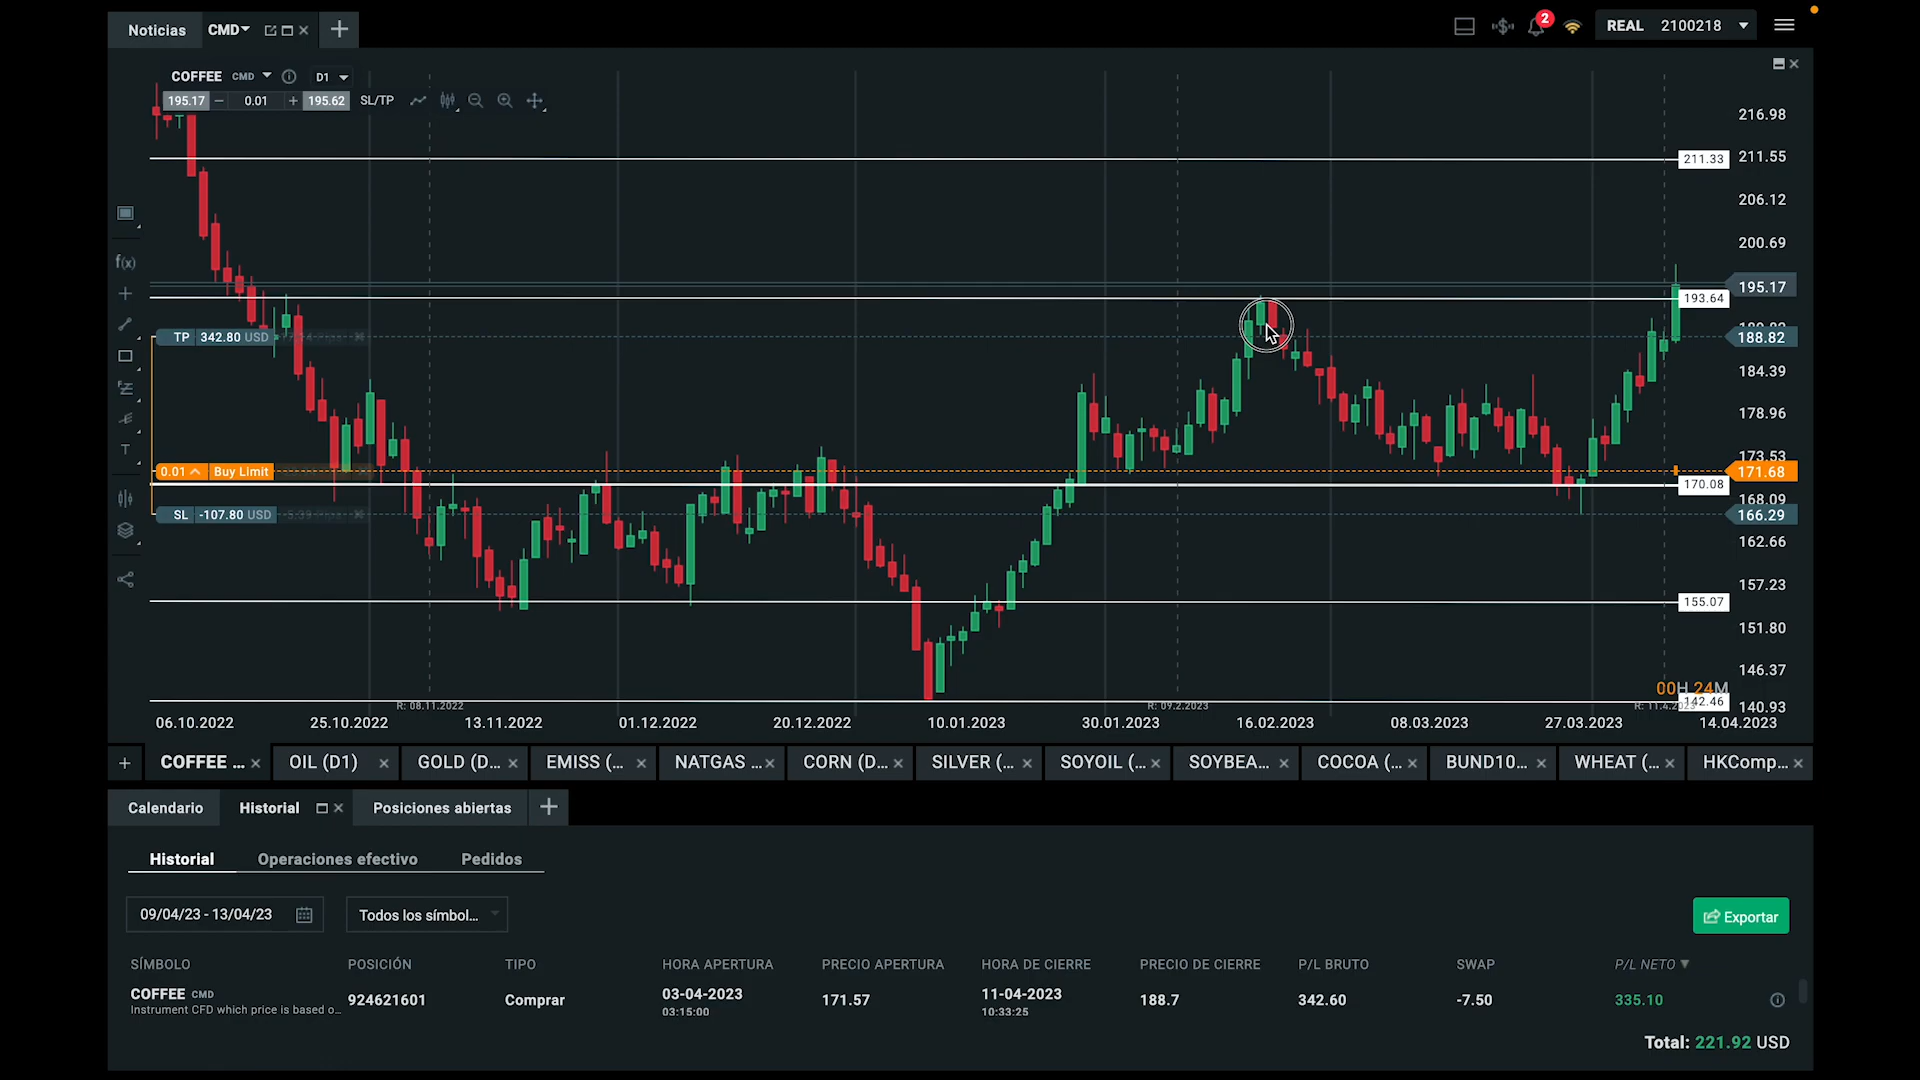 Noticias CMD
2
REAL 2100218
COFFEE CMD D1
195.17 − 0.01 + 195.62 SL/TP
216.98
211.33 211.55
206.12
200.69
195.17
193.64
TP 342.80 USD
188.82
184.39
178.96
173.53
0.01 Buy Limit
171.68
170.08
168.09
SL -107.80 USD
166.29
162.66
157.23
155.07
151.80
146.37
00H 24M
142.46
140.93
R: 08.11.2022 R: 09.2.2023
06.10.2022 25.10.2022 13.11.2022 01.12.2022 20.12.2022 10.01.2023 30.01.2023 16.02.2023 08.03.2023 27.03.2023 14.04.2023
f(x)
T
+ COFFEE ... × OIL (D1) × GOLD (D... × EMISS (... × NATGAS ... × CORN (D... × SILVER (... × SOYOIL (... × SOYBEA... × COCOA (... × BUND10... × WHEAT (... × HKComp... ×
Calendario Historial Posiciones abiertas +
Historial Operaciones efectivo Pedidos
09/04/23 - 13/04/23 Todos los símbol...
Exportar
SÍMBOLO POSICIÓN TIPO HORA APERTURA PRECIO APERTURA HORA DE CIERRE PRECIO DE CIERRE P/L BRUTO SWAP P/L NETO ▼
COFFEE CMD 924621601 Comprar 03-04-2023 171.57 11-04-2023 188.7 342.60 -7.50 335.10
Instrument CFD which price is based o... 03:15:00 10:33:25
Total: 221.92 USD